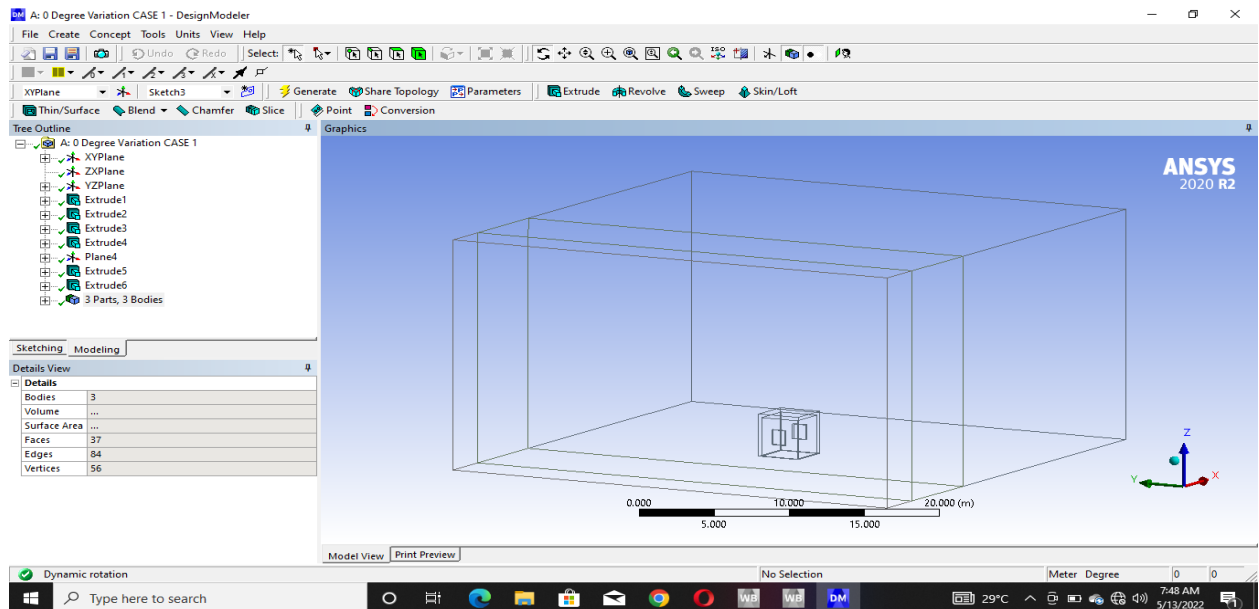 A: 0 Degree Variation CASE 1 - DesignModeler
File Create Concept Tools Units View Help
Undo Redo Select: ISO
XYPlane Sketch3 Generate Share Topology Parameters Extrude Revolve Sweep Skin/Loft
Thin/Surface Blend Chamfer Slice Point Conversion
Tree Outline
A: 0 Degree Variation CASE 1
XYPlane
ZXPlane
YZPlane
Extrude1
Extrude2
Extrude3
Extrude4
Plane4
Extrude5
Extrude6
3 Parts, 3 Bodies
Sketching Modeling
Details View
Details
Bodies 3
Volume ...
Surface Area ...
Faces 37
Edges 84
Vertices 56
Graphics
ANSYS
2020 R2
Z
Y X
0.000 10.000 20.000 (m)
5.000 15.000
Model View Print Preview
Dynamic rotation No Selection Meter Degree 0 0
Type here to search WB WB DM 29°C 7:48 AM
5/13/2022